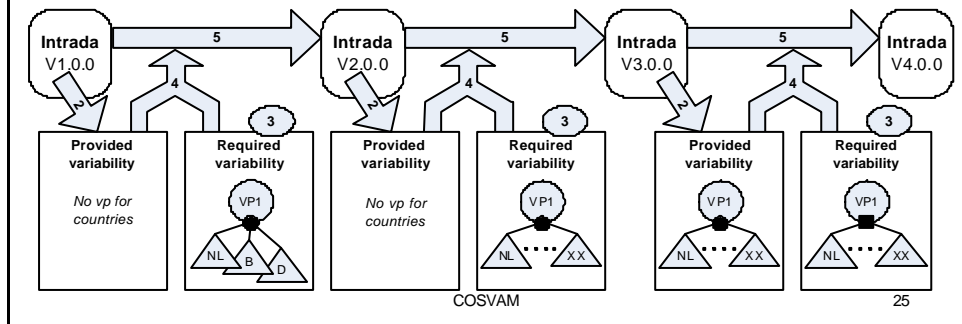 Intrada
V1.0.0
5
Intrada
V2.0.0
5
Intrada
V3.0.0
5
Intrada
V4.0.0
2
4
3
2
4
3
2
4
3
Provided
variability
No vp for
countries
Required
variability
VP1
NL
B
D
Provided
variability
No vp for
countries
Required
variability
VP1
NL
....
XX
Provided
variability
VP1
NL
....
XX
Required
variability
VP1
NL
....
XX
COSVAM
25